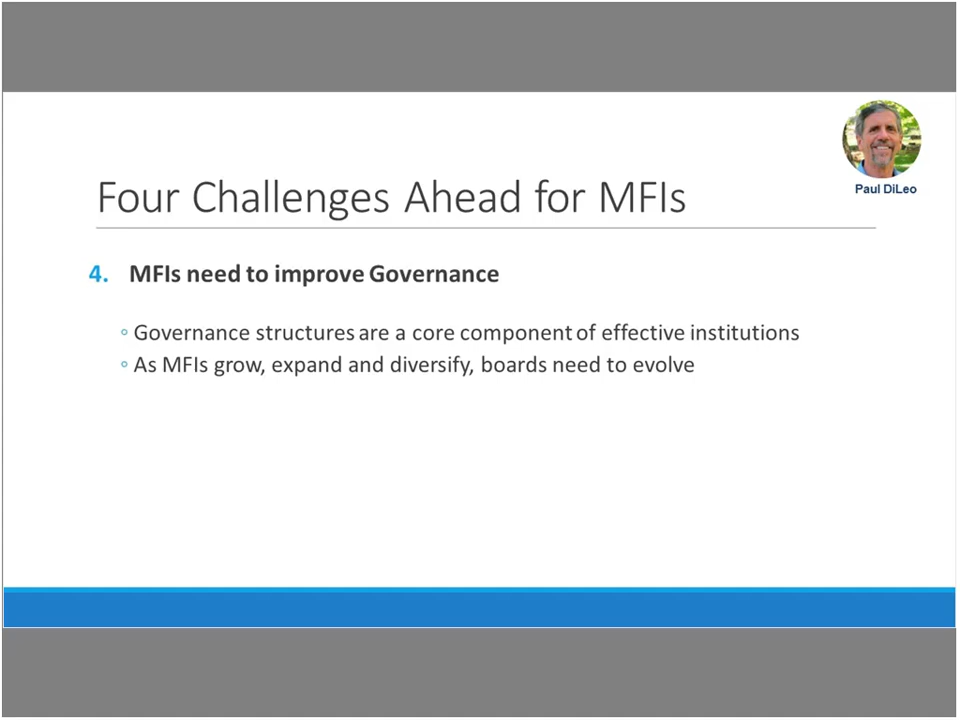 Paul DiLeo
Four Challenges Ahead for MFIs
4. MFIs need to improve Governance
◦ Governance structures are a core component of effective institutions
◦ As MFIs grow, expand and diversify, boards need to evolve